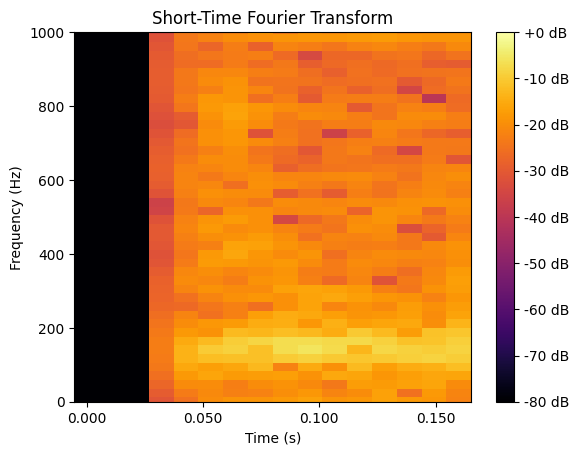 Short-Time Fourier Transform
1000
800
600
400
200
0
Frequency (Hz)
0.000
0.050
0.100
0.150
Time (s)
+0 dB
-10 dB
-20 dB
-30 dB
-40 dB
-50 dB
-60 dB
-70 dB
-80 dB